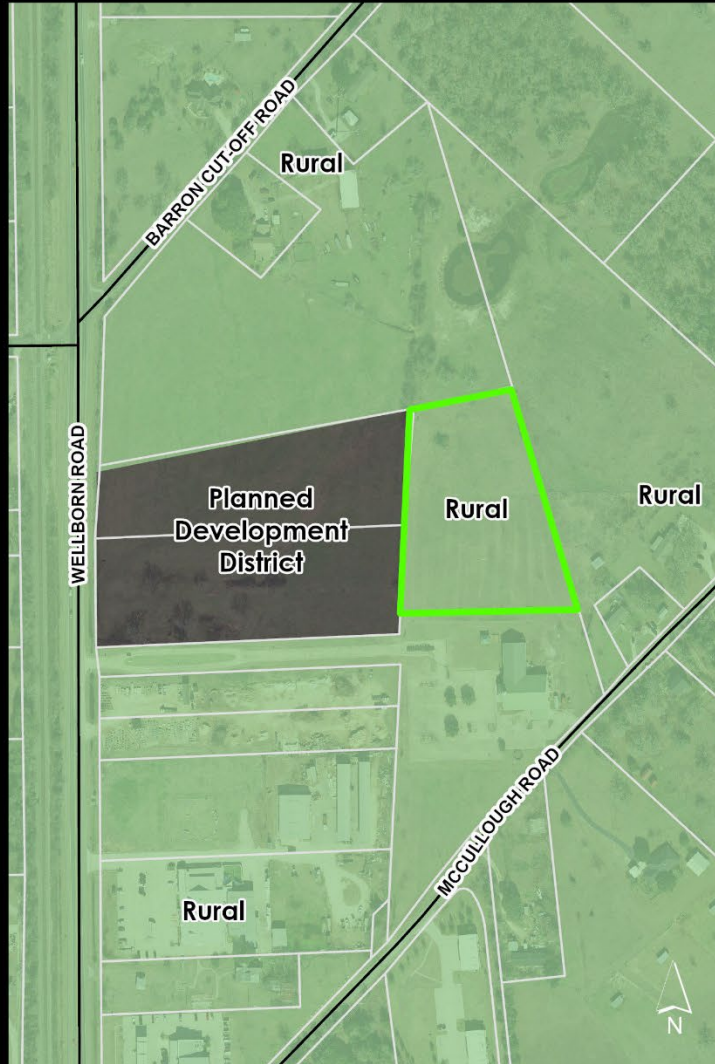 BARRON CUT-OFF ROAD
Rural
WELLBORN ROAD
Planned
Development
District
Rural
Rural
MCCULLOUGH ROAD
Rural
N